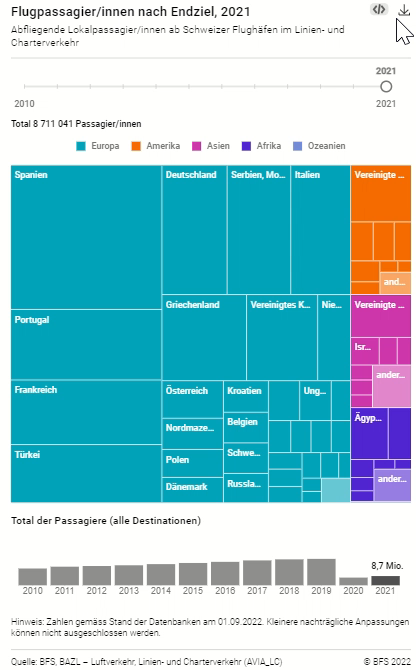 Flugpassagier/innen nach Endziel, 2021
Abfliegende Lokalpassagier/innen ab Schweizer Flughäfen im Linien- und
Charterverkehr
2021
2010 2021
Total 8 711 041 Passagier/innen
Europa Amerika Asien Afrika Ozeanien
Spanien Deutschland Serbien, Mo... Italien Vereinigte ...
and...
Griechenland Vereinigtes K... Nie... Vereinigte ...
Portugal
Isr...
ander...
Frankreich Österreich Kroatien Ung...
Ägyp...
Nordmaze... Belgien
Türkei Polen Schwe...
ander...
Dänemark Russla...
Total der Passagiere (alle Destinationen)
8,7 Mio.
2010 2011 2012 2013 2014 2015 2016 2017 2018 2019 2020 2021
Hinweis: Zahlen gemäss Stand der Datenbanken am 01.09.2022. Kleinere nachträgliche Anpassungen
können nicht ausgeschlossen werden.
Quelle: BFS, BAZL – Luftverkehr, Linien- und Charterverkehr (AVIA_LC) © BFS 2022